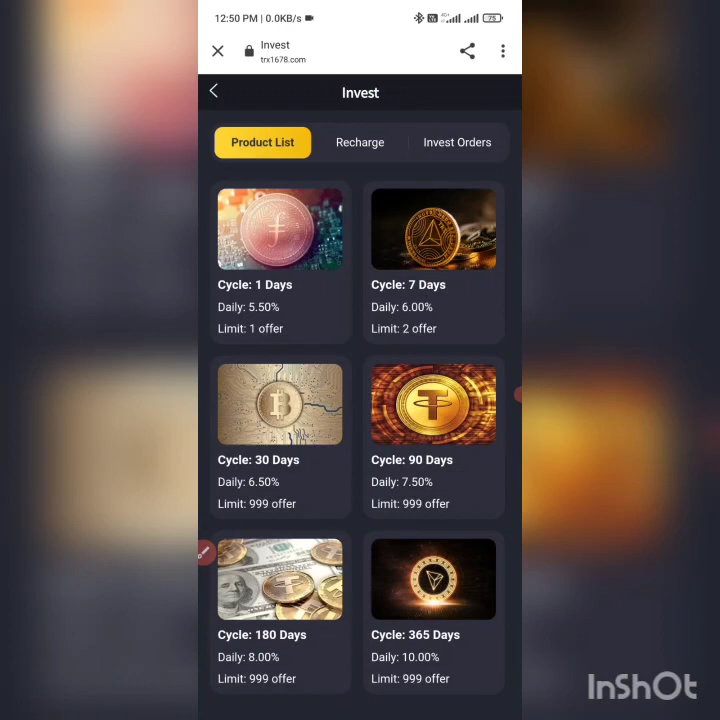 12:50 PM | 0.0KB/s
4G+
75
Invest
trx1678.com
Invest
Product List
Recharge
Invest Orders
Cycle: 1 Days
Daily: 5.50%
Limit: 1 offer
Cycle: 7 Days
Daily: 6.00%
Limit: 2 offer
Cycle: 30 Days
Daily: 6.50%
Limit: 999 offer
Cycle: 90 Days
Daily: 7.50%
Limit: 999 offer
Cycle: 180 Days
Daily: 8.00%
Limit: 999 offer
Cycle: 365 Days
Daily: 10.00%
Limit: 999 offer
InShOt